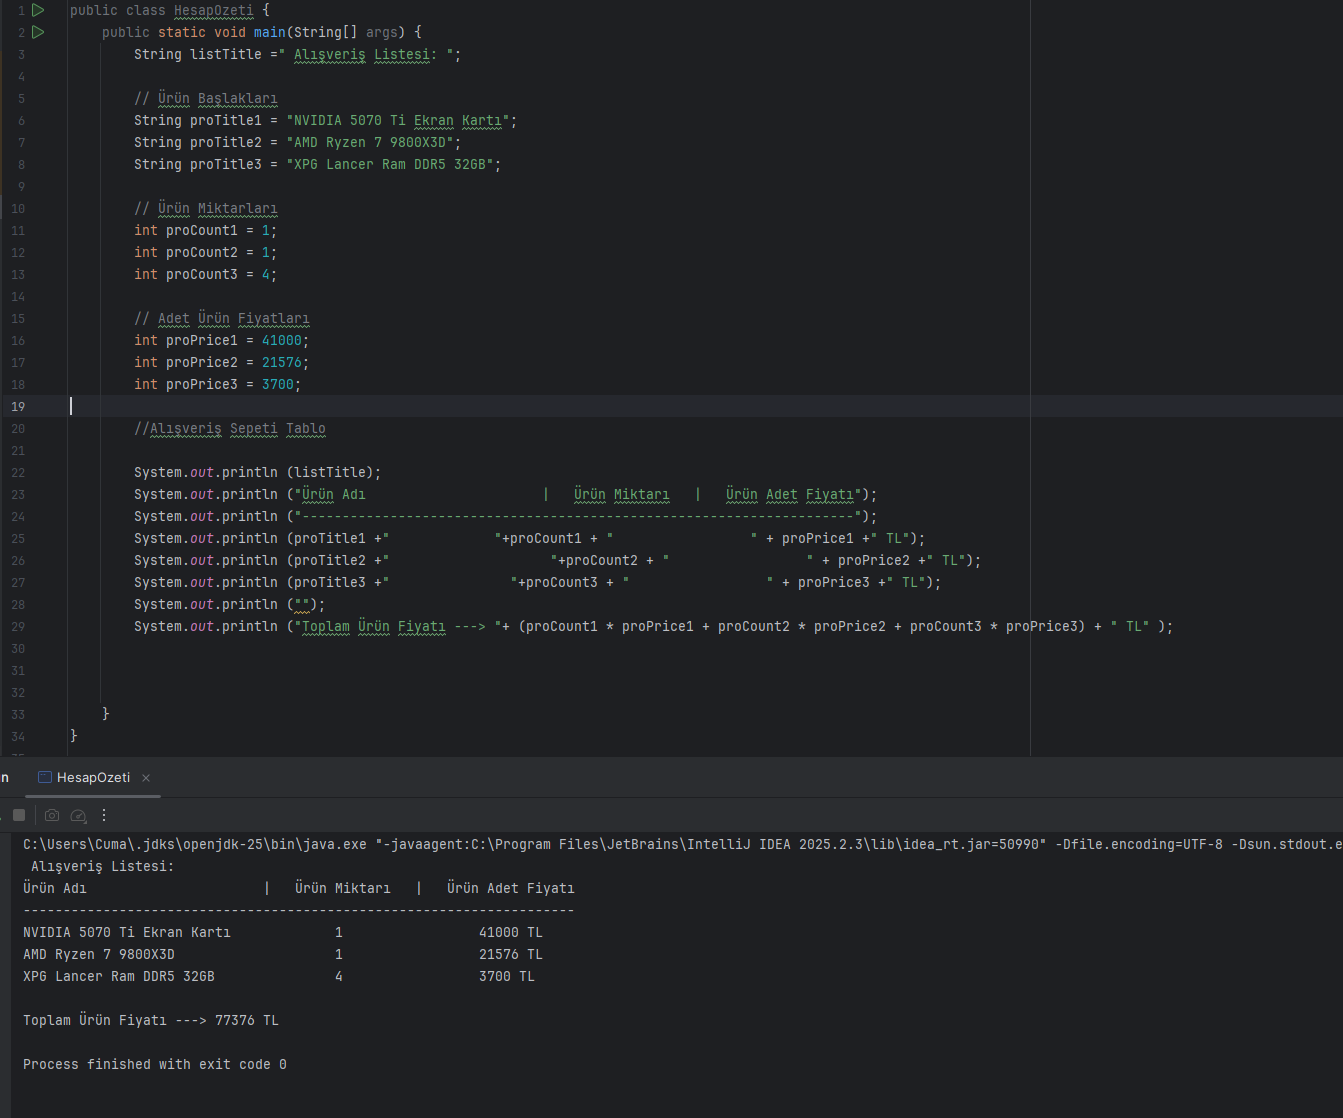 1 public class HesapOzeti {
2 public static void main(String[] args) {
3 String listTitle =" Alışveriş Listesi: ";
4
5 // Ürün Başlakları
6 String proTitle1 = "NVIDIA 5070 Ti Ekran Kartı";
7 String proTitle2 = "AMD Ryzen 7 9800X3D";
8 String proTitle3 = "XPG Lancer Ram DDR5 32GB";
9
10 // Ürün Miktarları
11 int proCount1 = 1;
12 int proCount2 = 1;
13 int proCount3 = 4;
14
15 // Adet Ürün Fiyatları
16 int proPrice1 = 41000;
17 int proPrice2 = 21576;
18 int proPrice3 = 3700;
19
20 //Alışveriş Sepeti Tablo
21
22 System.out.println (listTitle);
23 System.out.println ("Ürün Adı                      |   Ürün Miktarı   |   Ürün Adet Fiyatı");
24 System.out.println ("---------------------------------------------------------------------");
25 System.out.println (proTitle1 +"             "+proCount1 + "                 " + proPrice1 +" TL");
26 System.out.println (proTitle2 +"                    "+proCount2 + "                 " + proPrice2 +" TL");
27 System.out.println (proTitle3 +"               "+proCount3 + "                 " + proPrice3 +" TL");
28 System.out.println ("");
29 System.out.println ("Toplam Ürün Fiyatı ---> "+ (proCount1 * proPrice1 + proCount2 * proPrice2 + proCount3 * proPrice3) + " TL" );
30
31
32
33 }
34 }
HesapOzeti
C:\Users\Cuma\.jdks\openjdk-25\bin\java.exe "-javaagent:C:\Program Files\JetBrains\IntelliJ IDEA 2025.2.3\lib\idea_rt.jar=50990" -Dfile.encoding=UTF-8 -Dsun.stdout.e
Alışveriş Listesi:
Ürün Adı                      |   Ürün Miktarı   |   Ürün Adet Fiyatı
---------------------------------------------------------------------
NVIDIA 5070 Ti Ekran Kartı             1                 41000 TL
AMD Ryzen 7 9800X3D                    1                 21576 TL
XPG Lancer Ram DDR5 32GB               4                 3700 TL
Toplam Ürün Fiyatı ---> 77376 TL
Process finished with exit code 0